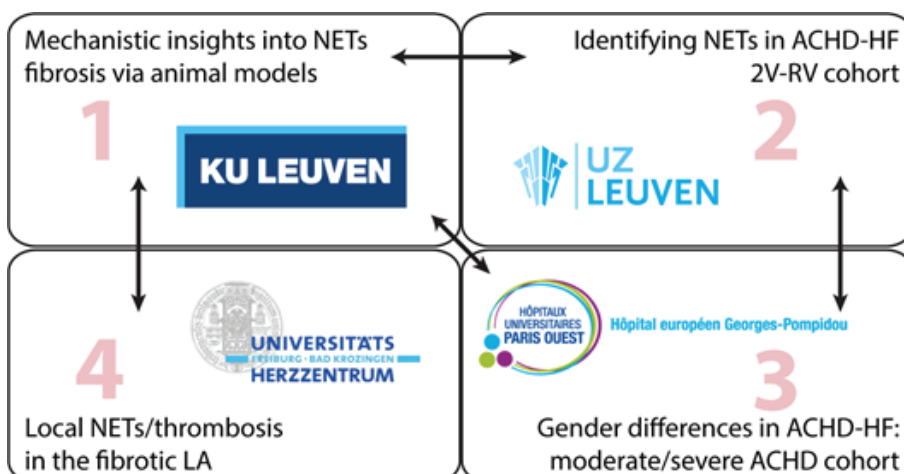 Mechanistic insights into NETs
fibrosis via animal models
1
KU LEUVEN
Identifying NETs in ACHD-HF
2V-RV cohort
2
UZ
LEUVEN
4
UNIVERSITÄTS
FREIBURG · BAD KROZINGEN
HERZZENTRUM
Local NETs/thrombosis
in the fibrotic LA
HÔPITAUX
UNIVERSITAIRES
PARIS OUEST
Hôpital européen Georges-Pompidou
3
Gender differences in ACHD-HF:
moderate/severe ACHD cohort